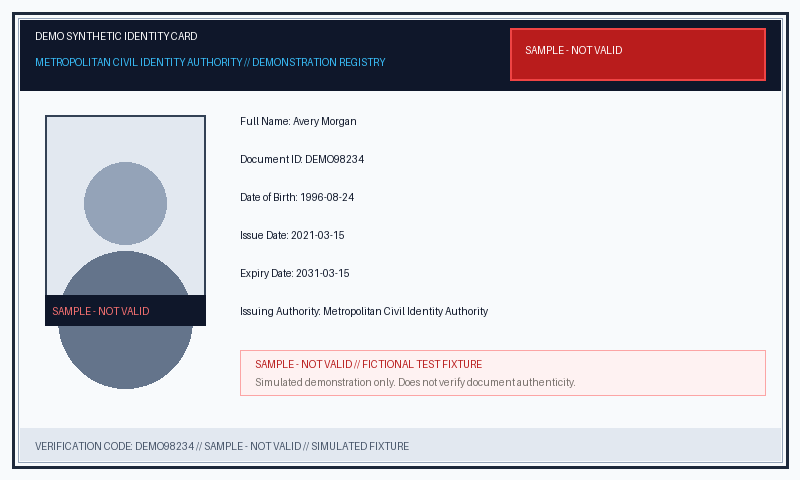 DEMO SYNTHETIC IDENTITY CARD
METROPOLITAN CIVIL IDENTITY AUTHORITY // DEMONSTRATION REGISTRY
SAMPLE - NOT VALID
Full Name: Avery Morgan
Document ID: DEMO98234
Date of Birth: 1996-08-24
Issue Date: 2021-03-15
Expiry Date: 2031-03-15
Issuing Authority: Metropolitan Civil Identity Authority
SAMPLE - NOT VALID
SAMPLE - NOT VALID // FICTIONAL TEST FIXTURE
Simulated demonstration only. Does not verify document authenticity.
VERIFICATION CODE: DEMO98234 // SAMPLE - NOT VALID // SIMULATED FIXTURE